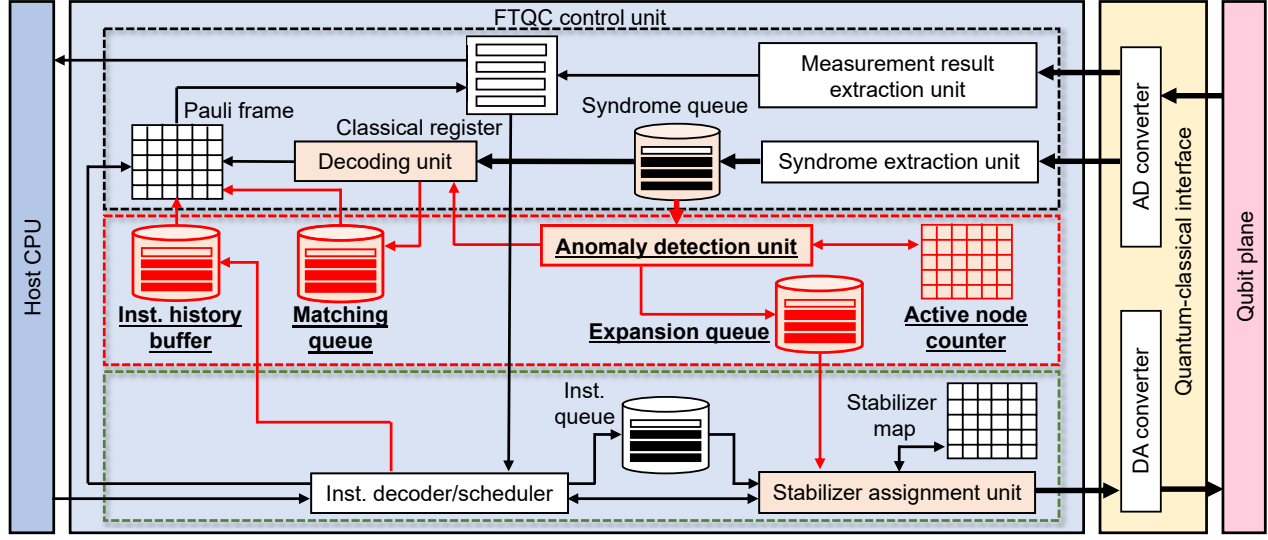 FTQC control unit
Host CPU
Pauli frame
Classical register
Syndrome queue
Measurement result
extraction unit
Decoding unit
Syndrome extraction unit
AD converter
Quantum-classical interface
Qubit plane
Anomaly detection unit
Inst. history
buffer
Matching
queue
Expansion queue
Active node
counter
Inst.
queue
Stabilizer
map
DA converter
Inst. decoder/scheduler
Stabilizer assignment unit